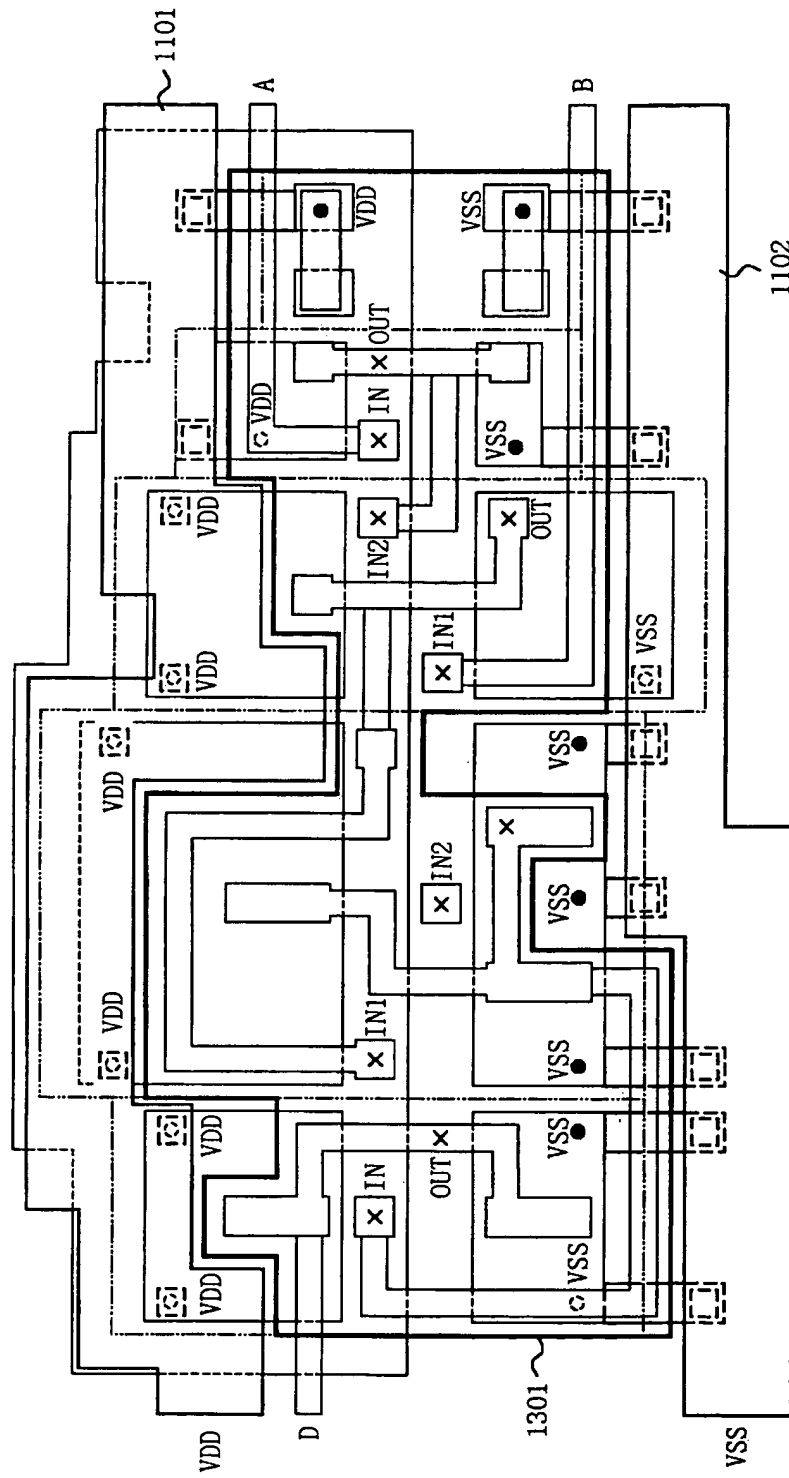 VDD
VDD
1101
VDD
VDD
VDD
VDD
VDD
VDD
A
D
VDD
IN
IN1
IN2
IN
OUT
OUT
IN2
IN1
VSS
VSS
1301
OUT
VSS
VSS
VSS
VSS
VSS
B
VSS
VSS
1102